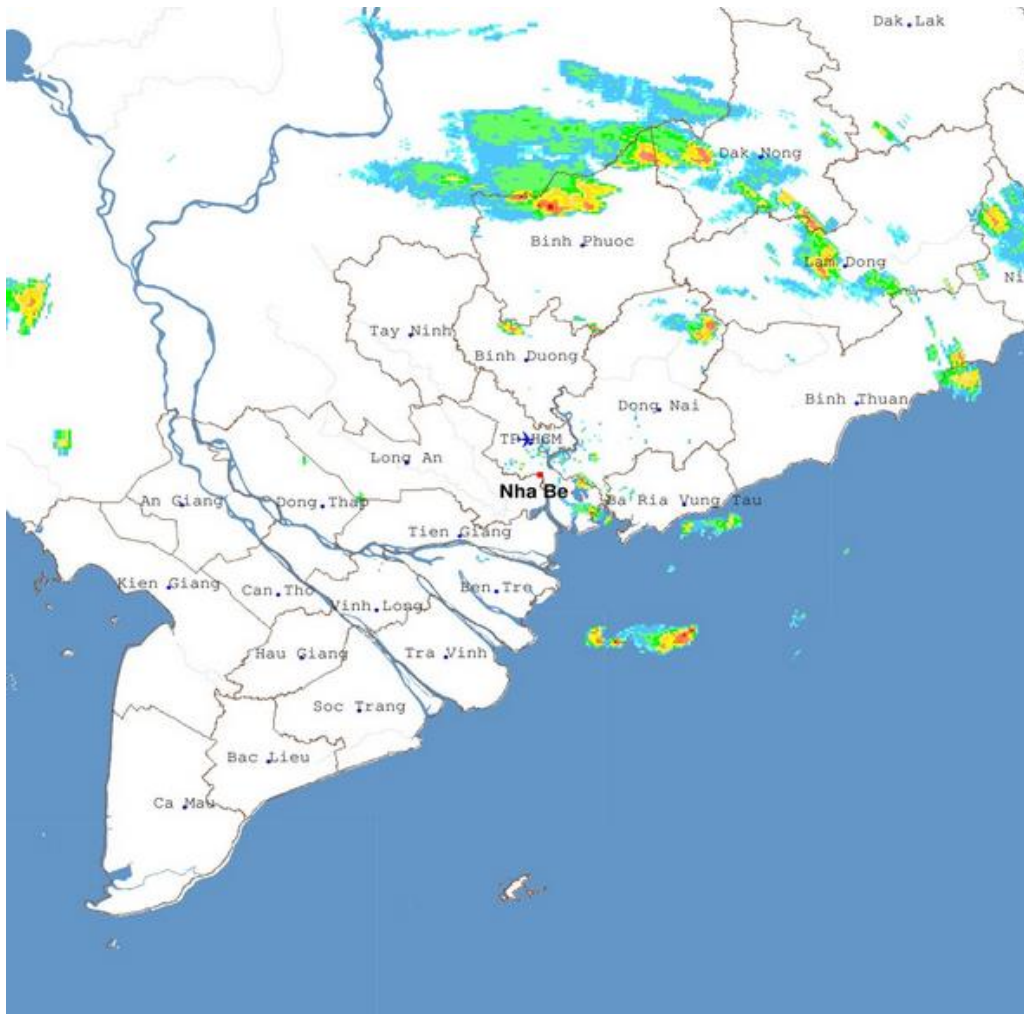 Dak Lak
Dak Nong
Binh Phuoc
Lam Dong
Ni
Tay Ninh
Binh Duong
Binh Thuan
Dong Nai
TP HCM
Long An
Nha Be
An Giang
Dong Thap
Ba Ria Vung Tau
Tien Giang
Kien Giang
Can Tho
Ben Tre
Vinh Long
Hau Giang
Tra Vinh
Soc Trang
Bac Lieu
Ca Mau